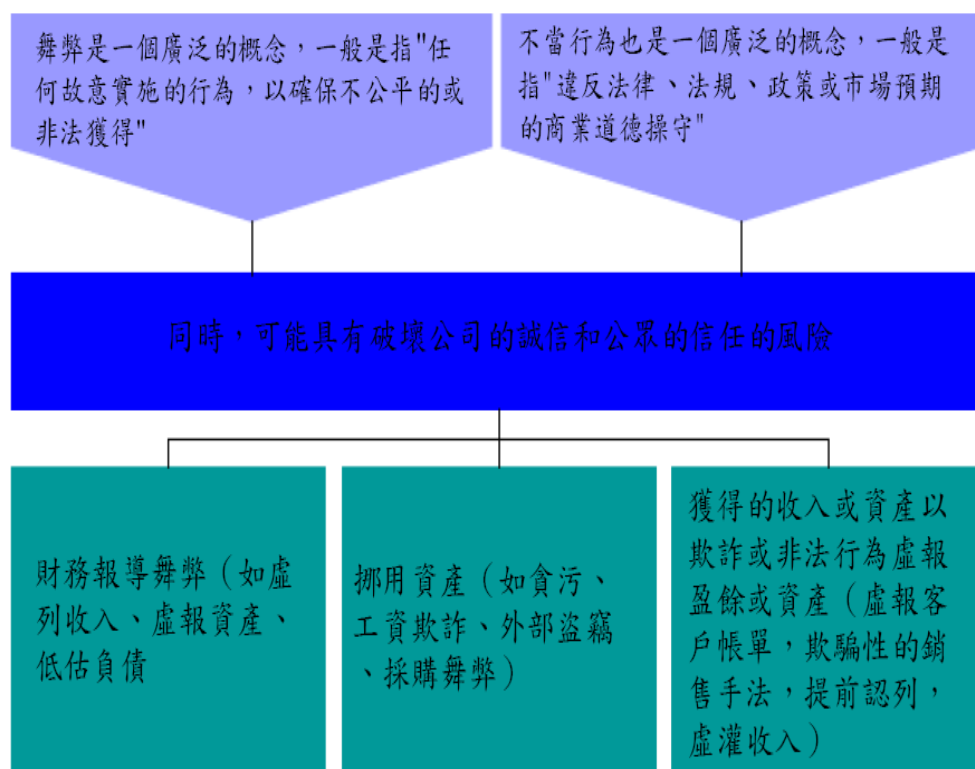 舞弊是一個廣泛的概念，一般是指"任
何故意實施的行為，以確保不公平的或
非法獲得"
不當行為也是一個廣泛的概念，一般是
指"違反法律、法規、政策或市場預期
的商業道德操守"
同時，可能具有破壞公司的誠信和公眾的信任的風險
財務報導舞弊（如虛
列收入、虛報資產、
低估負債
挪用資產（如貪污、
工資欺詐、外部盜竊
、採購舞弊）
獲得的收入或資產以
欺詐或非法行為虛報
盈餘或資產（虛報客
戶帳單，欺騙性的銷
售手法，提前認列，
虛灌收入）